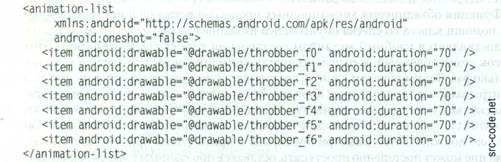 <animation-list
xmlns:android="http://schemas.android.com/apk/res/android"
android:oneshot="false">
<item android:drawable="@drawable/throbber_f0" android:duration="70" />
<item android:drawable="@drawable/throbber_f1" android:duration="70" />
<item android:drawable="@drawable/throbber_f2" android:duration="70" />
<item android:drawable="@drawable/throbber_f3" android:duration="70" />
<item android:drawable="@drawable/throbber_f4" android:duration="70" />
<item android:drawable="@drawable/throbber_f5" android:duration="70" />
<item android:drawable="@drawable/throbber_f6" android:duration="70" />
</animation-list>
src-code.net